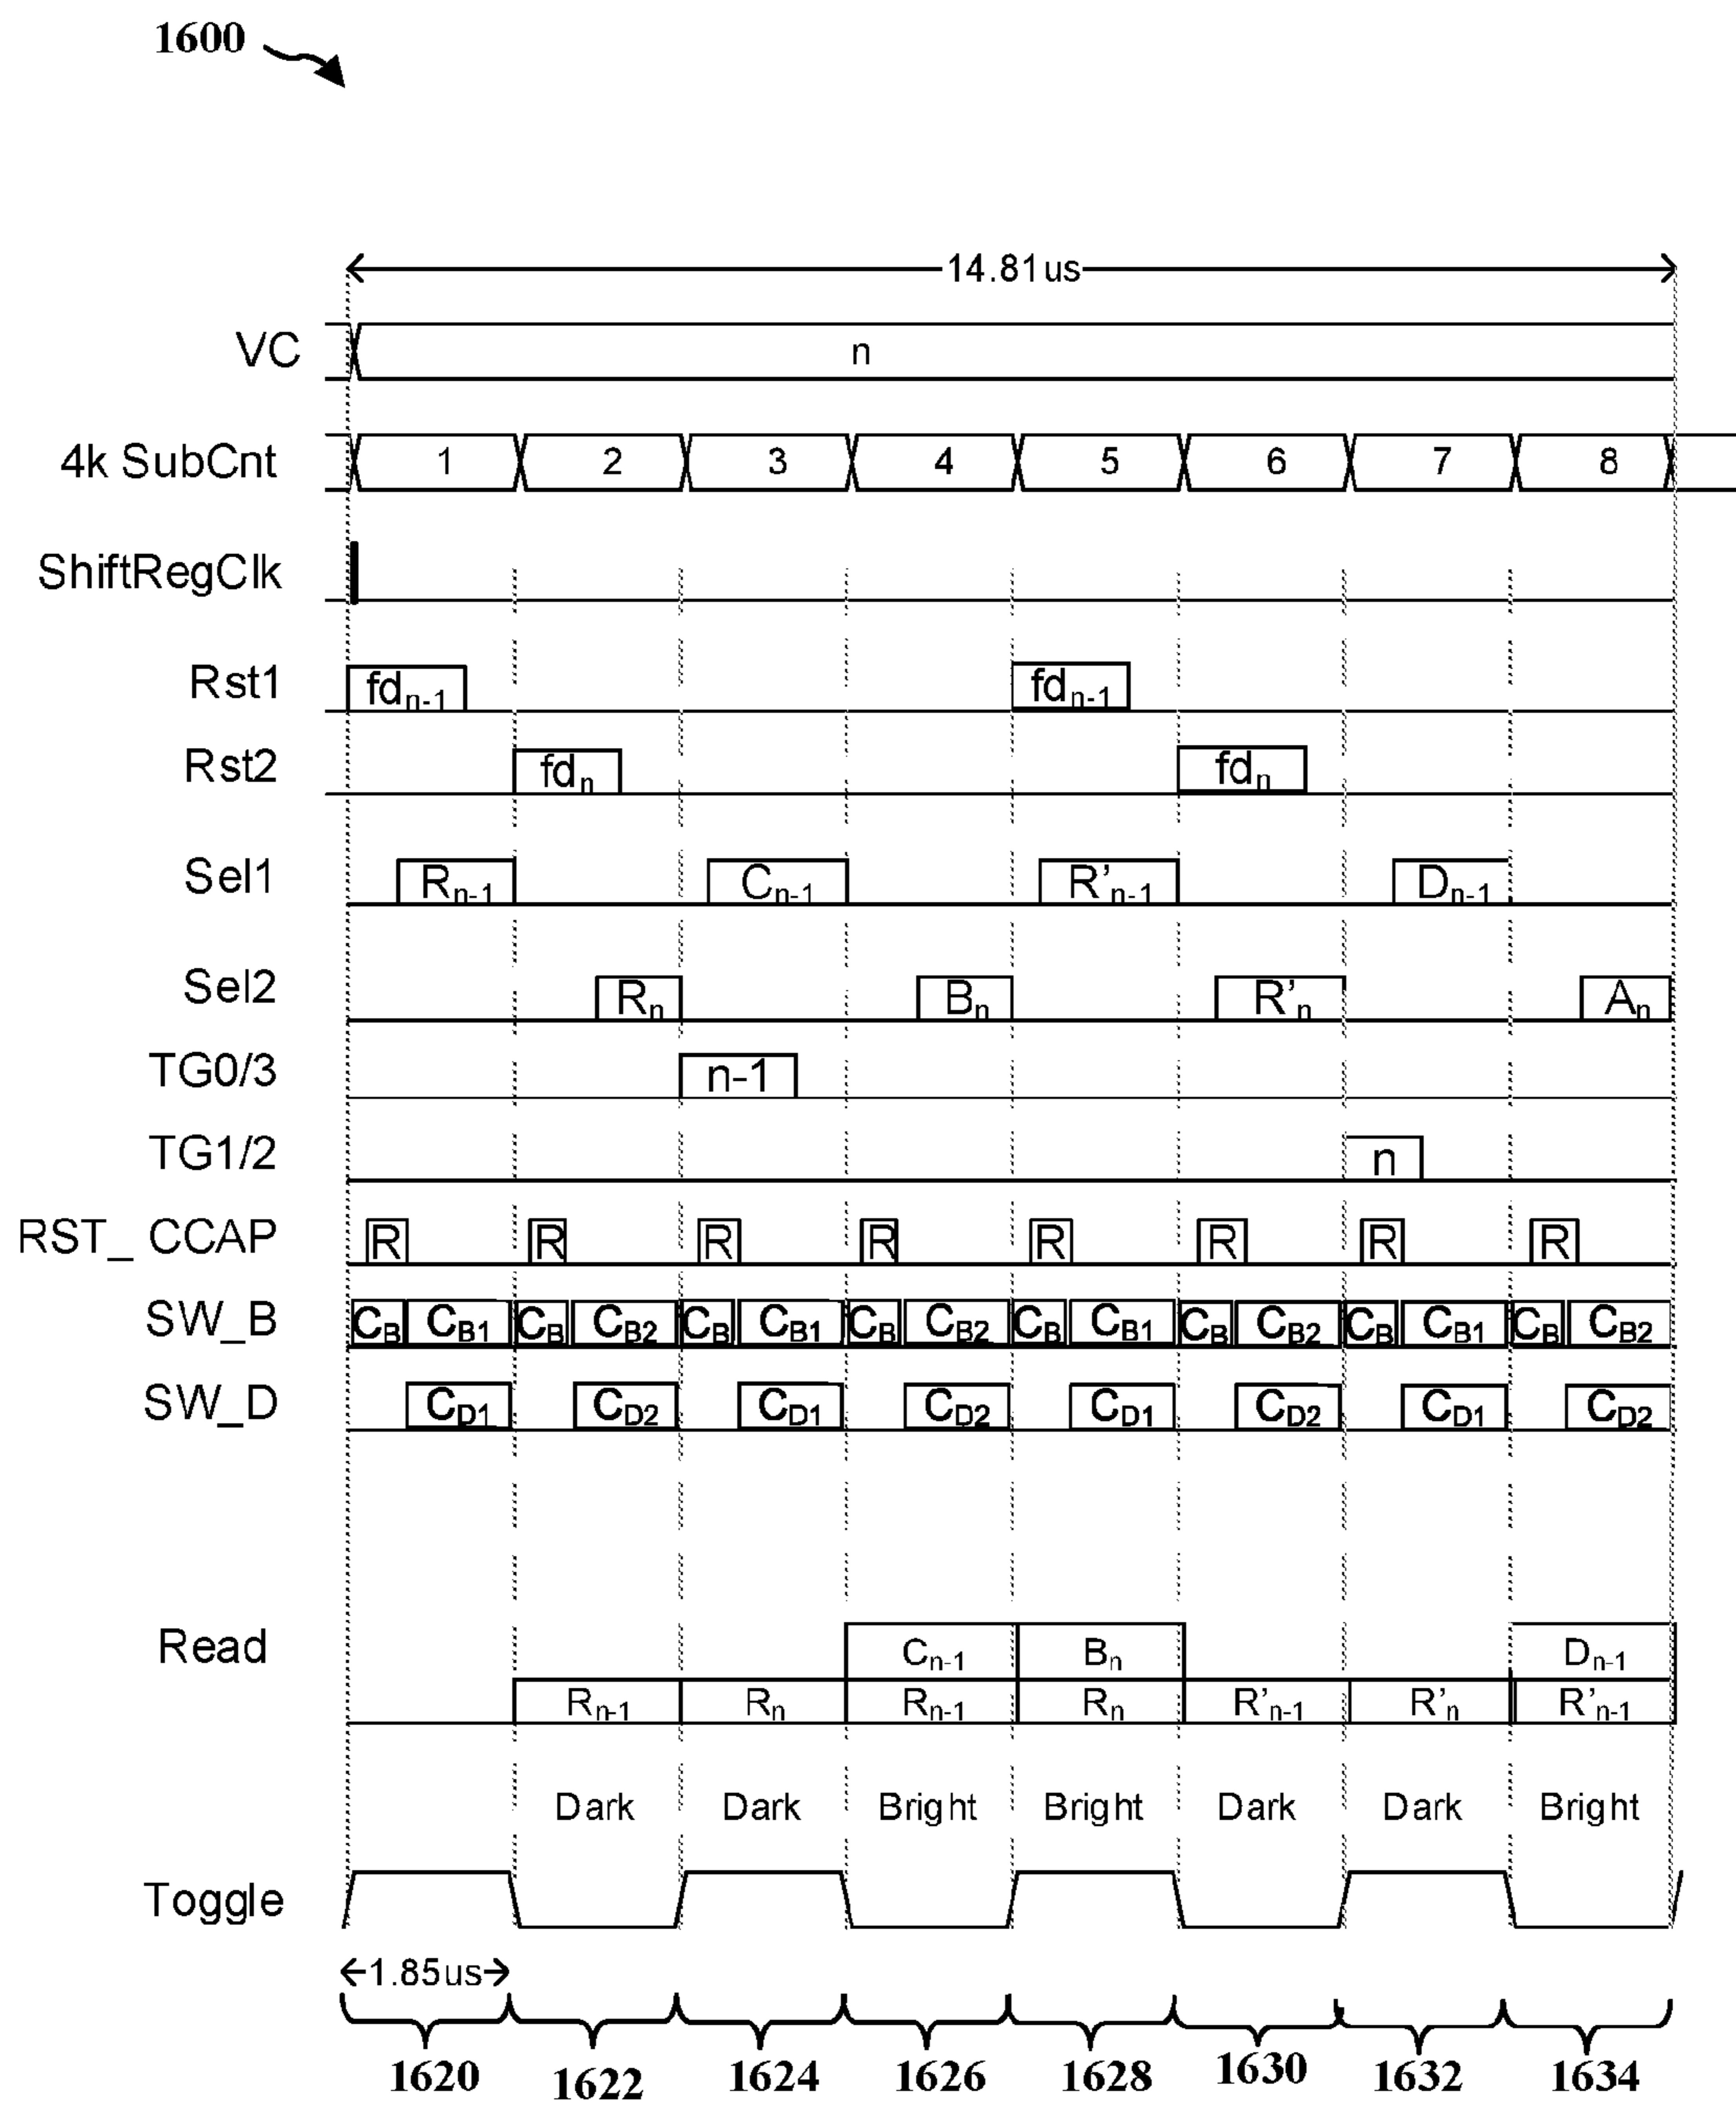 1600
14.81us
VC n
4k SubCnt 1 2 3 4 5 6 7 8
ShiftRegClk
Rst1 fdn-1 fdn-1
Rst2 fdn fdn
Sel1 Rn-1 Cn-1 R'n-1 Dn-1
Sel2 Rn Bn R'n An
TG0/3 n-1
TG1/2 n
RST_ CCAP R R R R R R R R
SW_B CB CB1 CB CB2 CB CB1 CB CB2 CB CB1 CB CB2 CB CB1 CB CB2
SW_D CD1 CD2 CD1 CD2 CD1 CD2 CD1 CD2
Read Cn-1 Bn Dn-1
Rn-1 Rn Rn-1 Rn R'n-1 R'n R'n-1
Dark Dark Bright Bright Dark Dark Bright
Toggle
1.85us
1620 1622 1624 1626 1628 1630 1632 1634